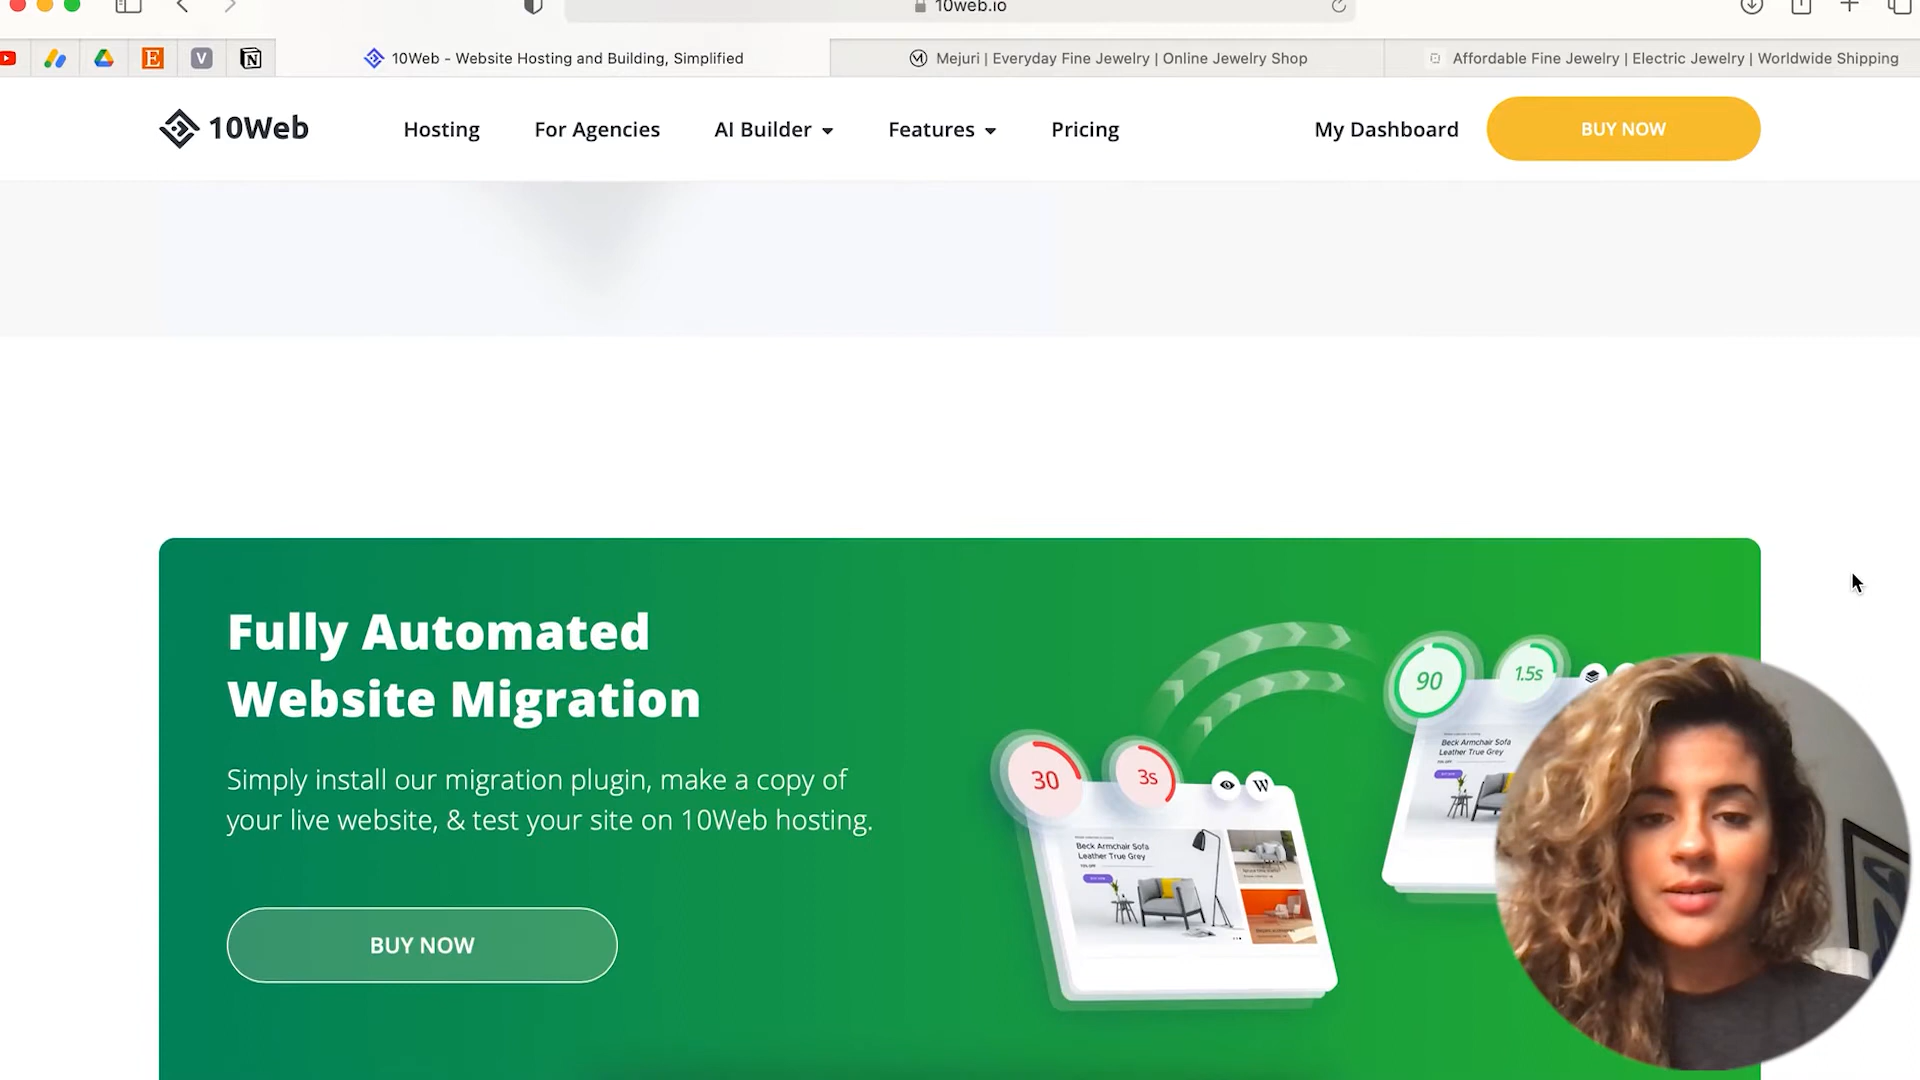 10web.io
10Web - Website Hosting and Building, Simplified
Mejuri | Everyday Fine Jewelry | Online Jewelry Shop
Affordable Fine Jewelry | Electric Jewelry | Worldwide Shipping
10Web
Hosting
For Agencies
AI Builder
Features
Pricing
My Dashboard
BUY NOW
Fully Automated
Website Migration
Simply install our migration plugin, make a copy of
your live website, & test your site on 10Web hosting.
BUY NOW
30
3s
90
1.5s
Beck Armchair Sofa
Leather True Grey
Beck Armchair Sofa
Leather True Grey